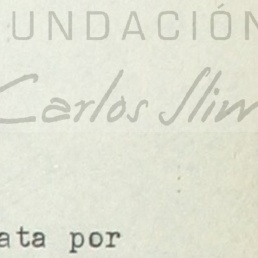 UNDACIÓN
Carlos Slim
ata por